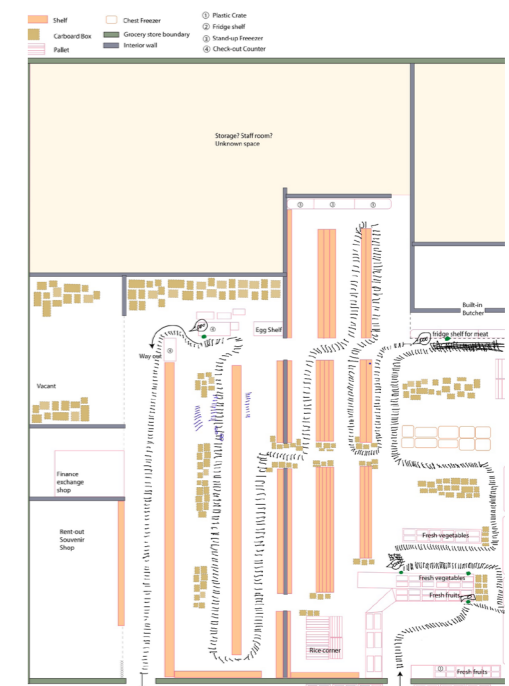 Shelf
Carboard Box
Pallet
Chest Freezer
Grocery store boundary
Interior wall
① Plastic Crate
② Fridge shelf
③ Stand-up Freezer
④ Check-out Counter
Storage? Staff room?
Unknown space
Built-in
Butcher
fridge shelf for meat
Egg Shelf
④
Way out
④
Vacant
Finance
exchange
shop
Rent-out
Souvenir
Shop
Fresh vegetables
Fresh vegetables
Fresh fruits
Rice corner
①
Fresh fruits